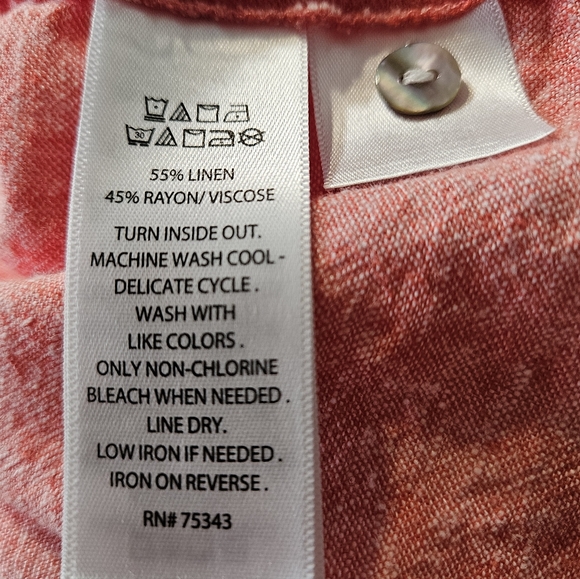 30
55% LINEN
45% RAYON/ VISCOSE
TURN INSIDE OUT.
MACHINE WASH COOL -
DELICATE CYCLE .
WASH WITH
LIKE COLORS .
ONLY NON-CHLORINE
BLEACH WHEN NEEDED .
LINE DRY.
LOW IRON IF NEEDED .
IRON ON REVERSE .
RN# 75343